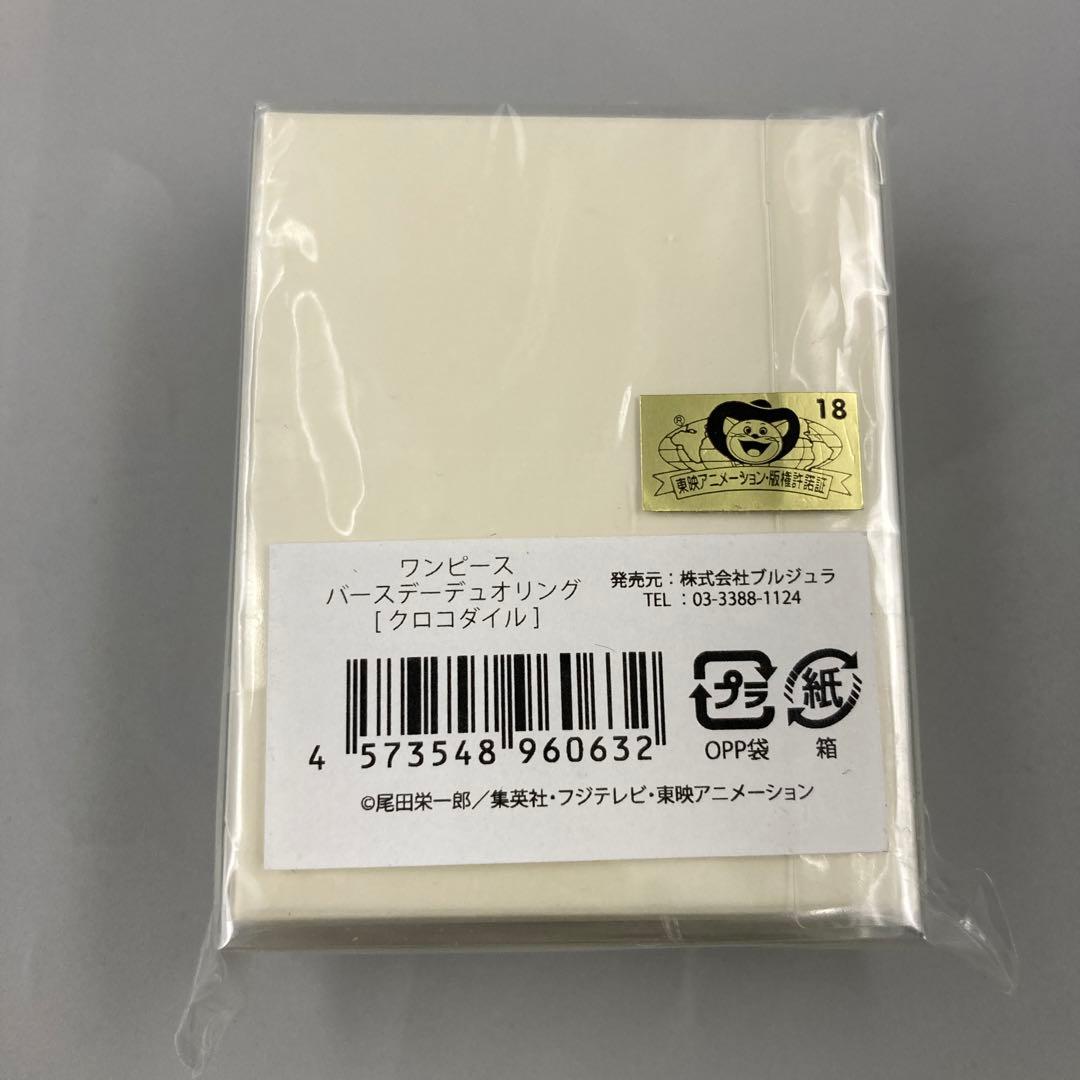 18
®
東映アニメーション・版権許諾証
ワンピース
バースデーデュオリング
[ クロコダイル ]
発売元：株式会社ブルジュラ
TEL ：03-3388-1124
4 573548 960632
プラ
OPP袋
紙
箱
©尾田栄一郎／集英社・フジテレビ・東映アニメーション